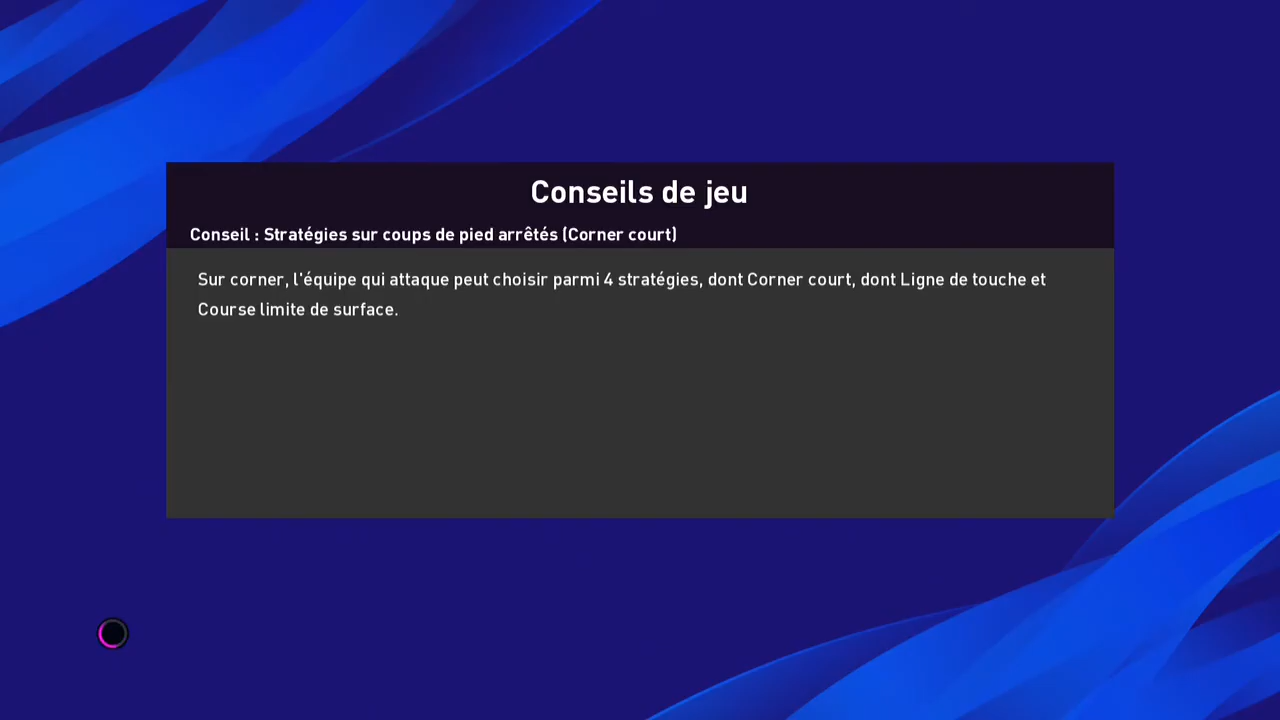 Conseils de jeu
Conseil : Stratégies sur coups de pied arrêtés (Corner court)
Sur corner, l'équipe qui attaque peut choisir parmi 4 stratégies, dont Corner court, dont Ligne de touche et
Course limite de surface.